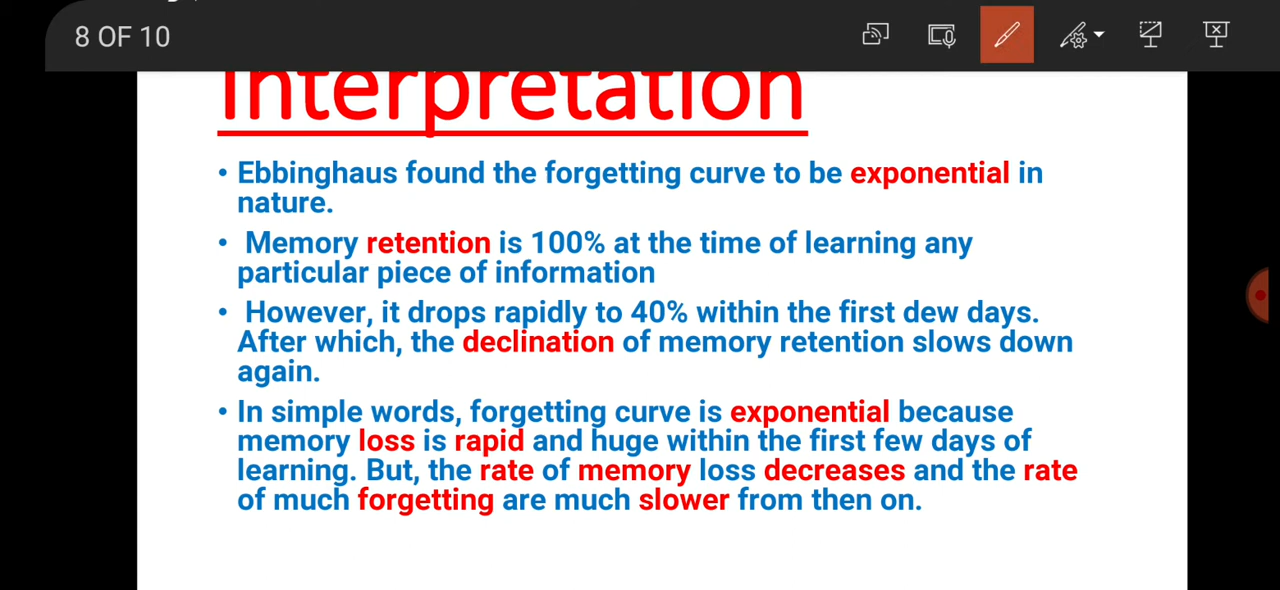 8 OF 10
Interpretation
• Ebbinghaus found the forgetting curve to be exponential in
nature.
• Memory retention is 100% at the time of learning any
particular piece of information
• However, it drops rapidly to 40% within the first dew days.
After which, the declination of memory retention slows down
again.
• In simple words, forgetting curve is exponential because
memory loss is rapid and huge within the first few days of
learning. But, the rate of memory loss decreases and the rate
of much forgetting are much slower from then on.